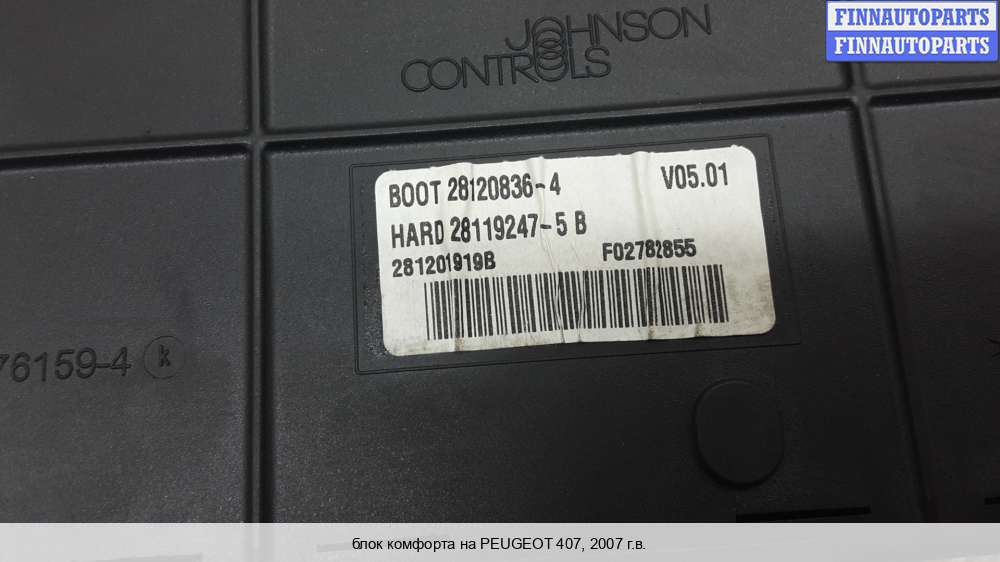 JOHNSON
CONTROLS
FINNAUTOPARTS
FINNAUTOPARTS
BOOT 28120836-4 V05.01
HARD 28119247-5 B
281201919B F02782855
76159-4 k
блок комфорта на PEUGEOT 407, 2007 г.в.